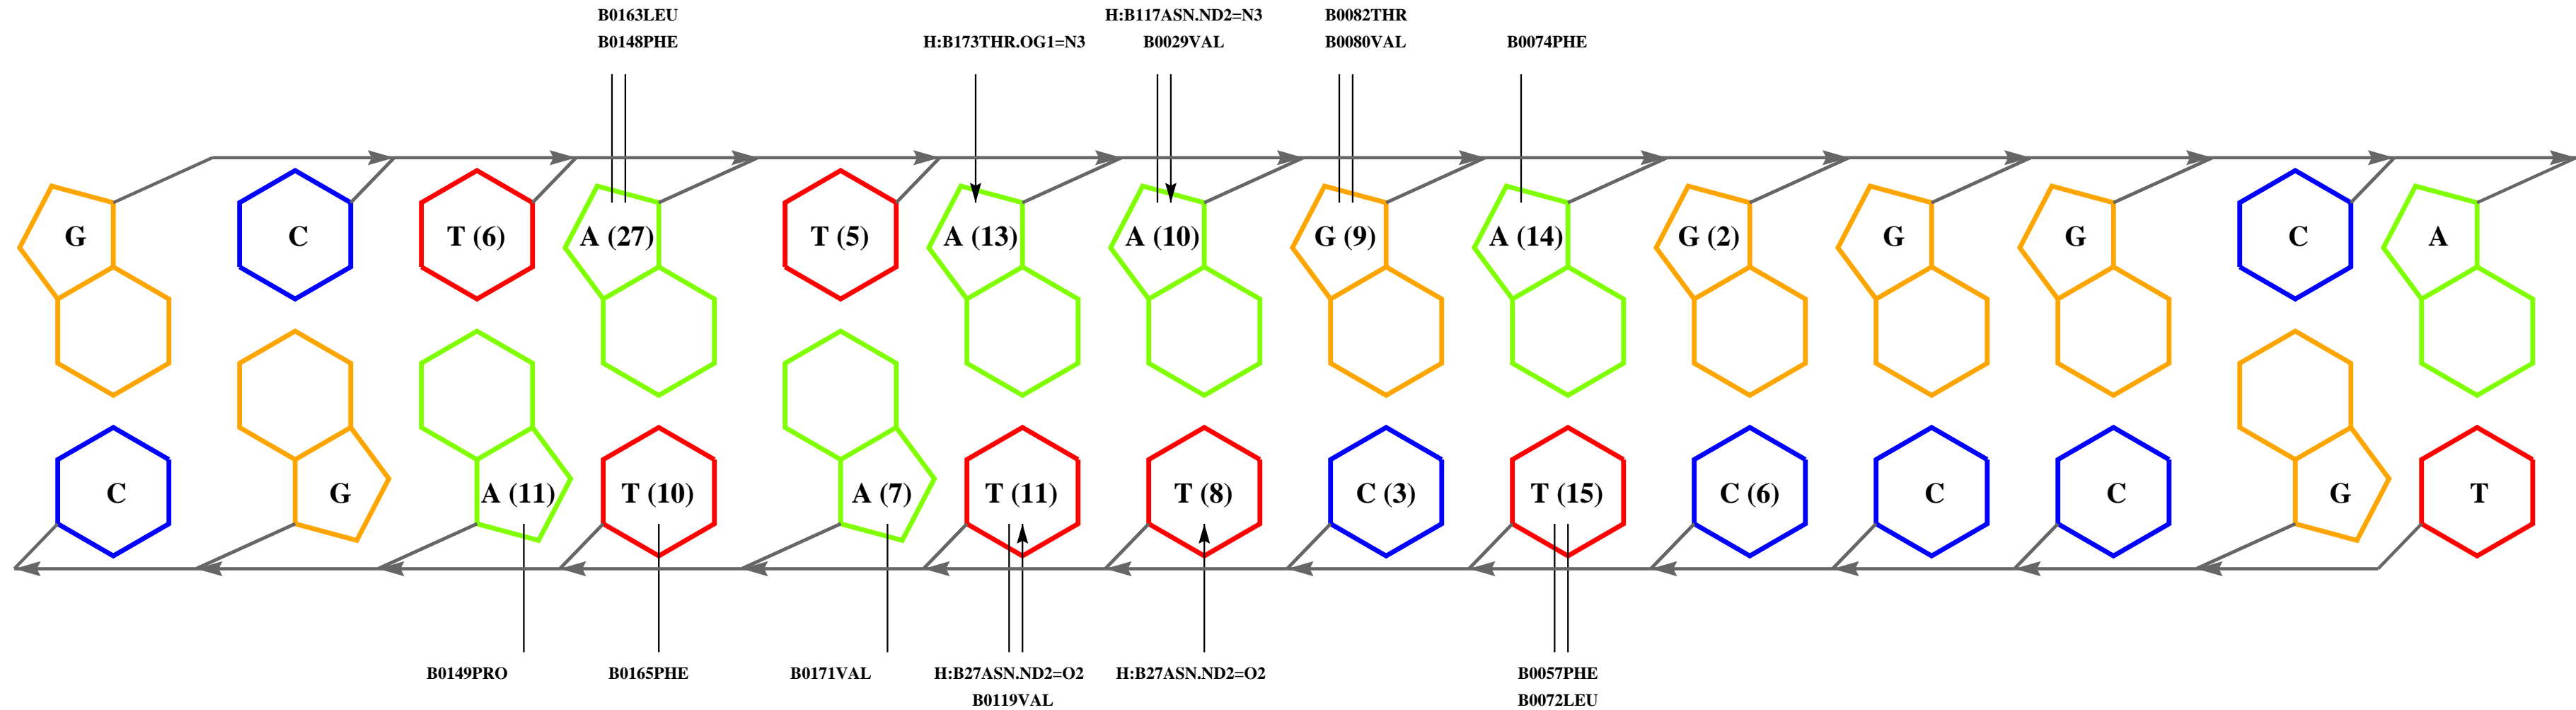 B0163LEU H:B117ASN.ND2=N3 B0082THR
B0148PHE H:B173THR.OG1=N3 B0029VAL B0080VAL B0074PHE
G C T (6) A (27) T (5) A (13) A (10) G (9) A (14) G (2) G G C A
C G A (11) T (10) A (7) T (11) T (8) C (3) T (15) C (6) C C G T
B0149PRO B0165PHE B0171VAL H:B27ASN.ND2=O2 H:B27ASN.ND2=O2 B0057PHE
B0119VAL B0072LEU